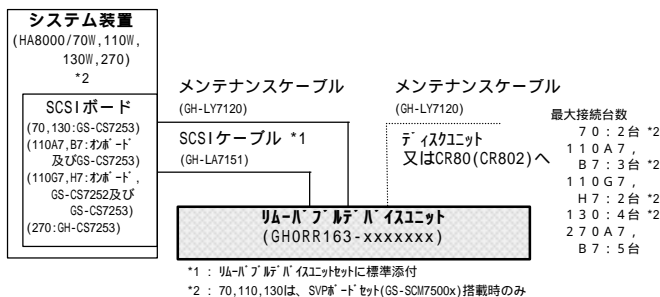 システム装置
(HA8000/70W,110W,
130W,270)
*2
SCSIボード
(70,130:GS-CS7253)
(110A7,B7:ｵﾝﾎﾞｰﾄﾞ
及びGS-CS7253)
(110G7,H7:ｵﾝﾎﾞｰﾄﾞ,
GS-CS7252及び
GS-CS7253)
(270:GH-CS7253)
メンテナンスケーブル
(GH-LY7120)
SCSIケーブル *1
(GH-LA7151)
メンテナンスケーブル
(GH-LY7120)
ﾃﾞｨｽｸﾕﾆｯﾄ
又はCR80(CR802)へ
最大接続台数
70：2台 *2
110A7，
B7：3台 *2
110G7，
H7：2台 *2
130：4台 *2
270A7，
B7：5台
ﾘﾑｰﾊﾞﾌﾞﾙﾃﾞﾊﾞｲｽﾕﾆｯﾄ
(GHORR163-xxxxxxx)
*1 : ﾘﾑｰﾊﾞﾌﾞﾙﾃﾞﾊﾞｲｽﾕﾆｯﾄｾｯﾄに標準添付
*2 : 70,110,130は、SVPﾎﾞｰﾄﾞｾｯﾄ(GS-SCM7500x)搭載時のみ